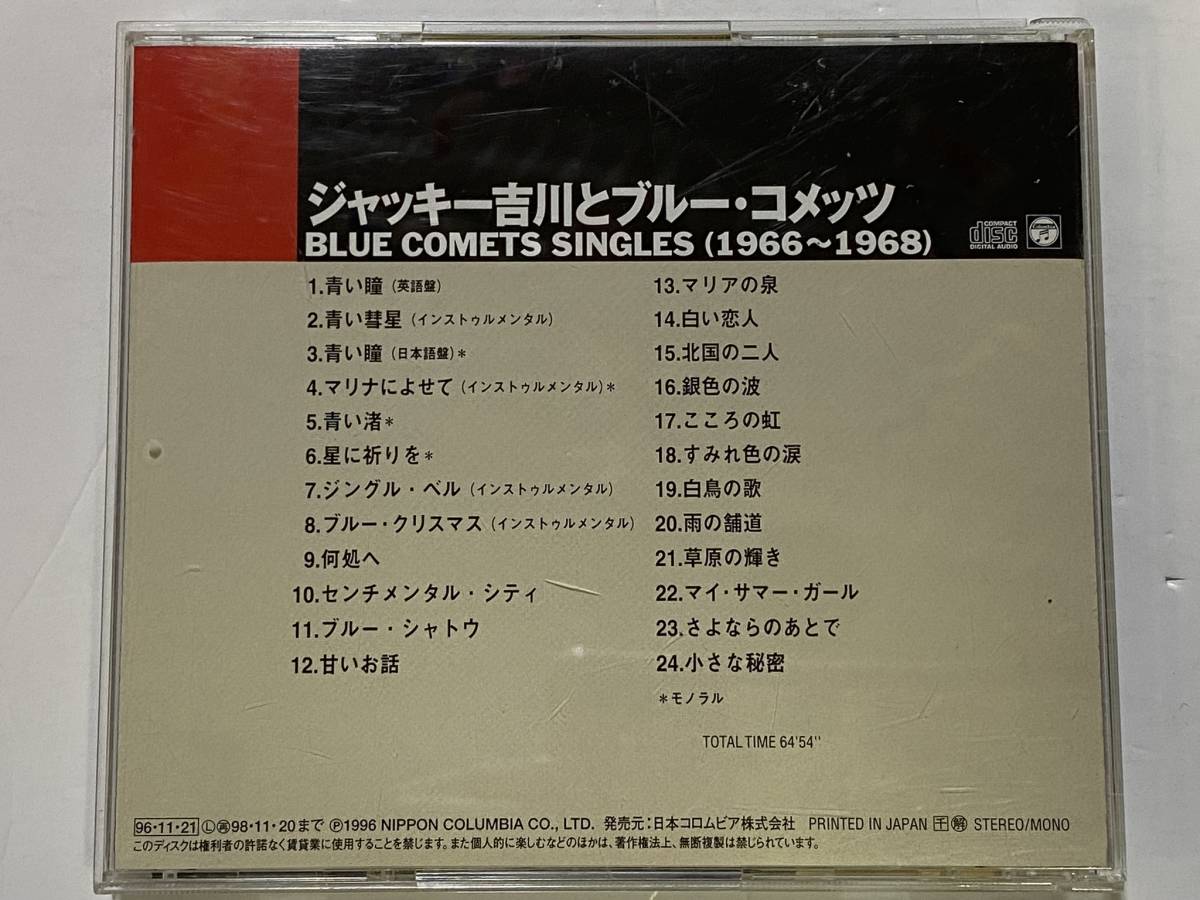 ジャッキー吉川とブルー・コメッツ
BLUE COMETS SINGLES (1966〜1968)
COMPACT
disc
DIGITAL AUDIO
Columbia
1.青い瞳 (英語盤)
2.青い彗星 (インストゥルメンタル)
3.青い瞳 (日本語盤)*
4.マリナによせて (インストゥルメンタル)*
5.青い渚*
6.星に祈りを*
7.ジングル・ベル (インストゥルメンタル)
8.ブルー・クリスマス (インストゥルメンタル)
9.何処へ
10.センチメンタル・シティ
11.ブルー・シャトウ
12.甘いお話
13.マリアの泉
14.白い恋人
15.北国の二人
16.銀色の波
17.こころの虹
18.すみれ色の涙
19.白鳥の歌
20.雨の舗道
21.草原の輝き
22.マイ・サマー・ガール
23.さよならのあとで
24.小さな秘密
*モノラル
TOTAL TIME 64'54''
96・11・21 Ⓛ 98・11・20まで Ⓟ1996 NIPPON COLUMBIA CO., LTD. 発売元:日本コロムビア株式会社 PRINTED IN JAPAN STEREO/MONO
このディスクは権利者の許諾なく賃貸業に使用することを禁じます。また個人的に楽しむなどのほかは、著作権法上、無断複製は禁じられています。